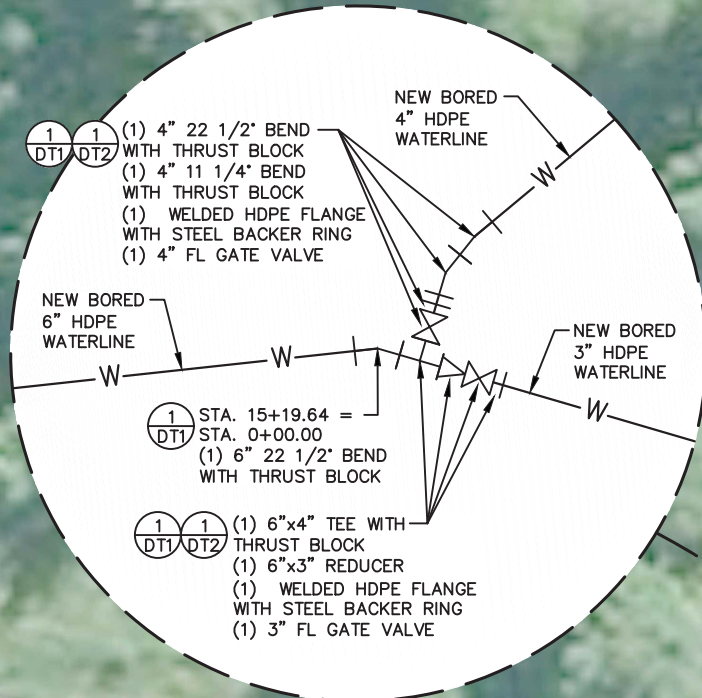 NEW BORED
4" HDPE
WATERLINE
1
DT1
1
DT2
(1) 4" 22 1/2° BEND
WITH THRUST BLOCK
(1) 4" 11 1/4° BEND
WITH THRUST BLOCK
(1) WELDED HDPE FLANGE
WITH STEEL BACKER RING
(1) 4" FL GATE VALVE
W
NEW BORED
6" HDPE
WATERLINE
NEW BORED
3" HDPE
WATERLINE
W
W
W
1
DT1
STA. 15+19.64 =
STA. 0+00.00
(1) 6" 22 1/2° BEND
WITH THRUST BLOCK
1
DT1
1
DT2
(1) 6"x4" TEE WITH
THRUST BLOCK
(1) 6"x3" REDUCER
(1) WELDED HDPE FLANGE
WITH STEEL BACKER RING
(1) 3" FL GATE VALVE